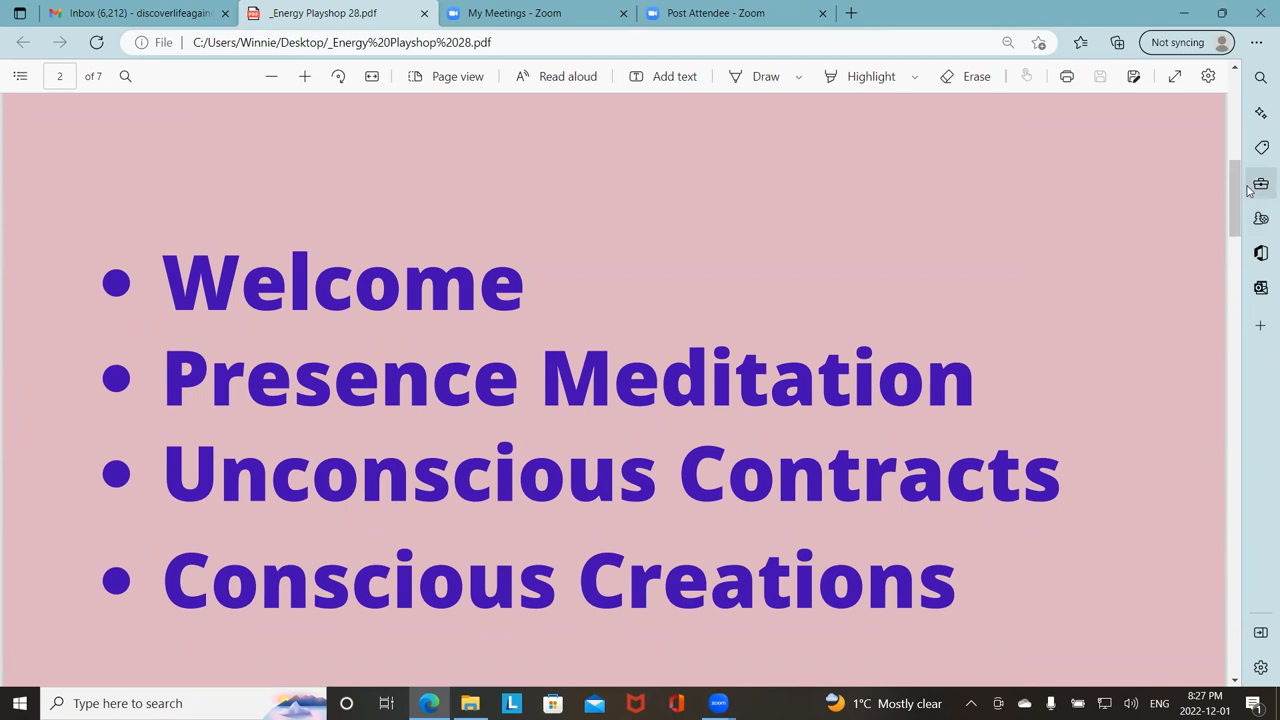 Inbox (6,212) - discoverlifeagain
_Energy Playshop 28.pdf
My Meetings - Zoom
Post Attendee - Zoom
File
C:/Users/Winnie/Desktop/_Energy%20Playshop%2028.pdf
Not syncing
2 of 7
Page view
Read aloud
Add text
Draw
Highlight
Erase
• Welcome
• Presence Meditation
• Unconscious Contracts
• Conscious Creations
Type here to search
1°C Mostly clear
ENG
8:27 PM
2022-12-01
1